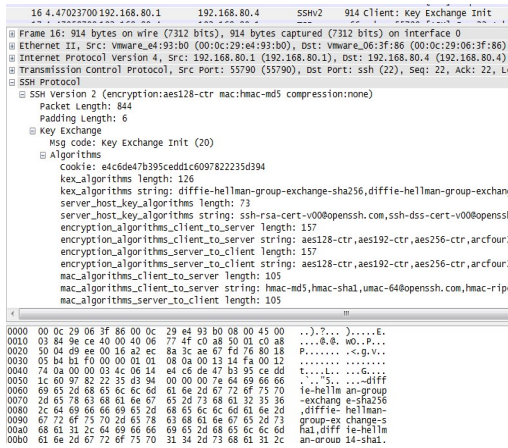 16 4.47023700 192.168.80.1 192.168.80.4 SSHv2 914 Client: Key Exchange Init
Frame 16: 914 bytes on wire (7312 bits), 914 bytes captured (7312 bits) on interface 0
Ethernet II, Src: Vmware_e4:93:b0 (00:0c:29:e4:93:b0), Dst: Vmware_06:3f:86 (00:0c:29:06:3f:86)
Internet Protocol Version 4, Src: 192.168.80.1 (192.168.80.1), Dst: 192.168.80.4 (192.168.80.4)
Transmission Control Protocol, Src Port: 55790 (55790), Dst Port: ssh (22), Seq: 22, Ack: 22, L
SSH Protocol
SSH Version 2 (encryption:aes128-ctr mac:hmac-md5 compression:none)
Packet Length: 844
Padding Length: 6
Key Exchange
Msg code: Key Exchange Init (20)
Algorithms
Cookie: e4c6de47b395cedd1c6097822235d394
kex_algorithms length: 126
kex_algorithms string: diffie-hellman-group-exchange-sha256,diffie-hellman-group-exchan
server_host_key_algorithms length: 73
server_host_key_algorithms string: ssh-rsa-cert-v00@openssh.com,ssh-dss-cert-v00@openssh
encryption_algorithms_client_to_server length: 157
encryption_algorithms_client_to_server string: aes128-ctr,aes192-ctr,aes256-ctr,arcfour
encryption_algorithms_server_to_client length: 157
encryption_algorithms_server_to_client string: aes128-ctr,aes192-ctr,aes256-ctr,arcfour
mac_algorithms_client_to_server length: 105
mac_algorithms_client_to_server string: hmac-md5,hmac-sha1,umac-64@openssh.com,hmac-ripe
mac_algorithms_server_to_client length: 105
0000 00 0c 29 06 3f 86 00 0c 29 e4 93 b0 08 00 45 00 ..).?... ).....E.
0010 03 84 9e ce 40 00 40 06 77 4f c0 a8 50 01 c0 a8 ....@.@. wO..P...
0020 50 04 d9 ee 00 16 a2 ec 8a 3c ae 67 fd 76 80 18 P....... .<.g.v..
0030 05 b4 b1 f0 00 00 01 01 08 0a 00 13 14 fa 00 12 ........ ........
0040 74 0a 00 00 03 4c 06 14 e4 c6 de 47 b3 95 ce dd t....L.. ...G....
0050 1c 60 97 82 22 35 d3 94 00 00 00 7e 64 69 66 66 .`.."5.. ...~diff
0060 69 65 2d 68 65 6c 6c 6d 61 6e 2d 67 72 6f 75 70 ie-hellm an-group
0070 2d 65 78 63 68 61 6e 67 65 2d 73 68 61 32 35 36 -exchang e-sha256
0080 2c 64 69 66 66 69 65 2d 68 65 6c 6c 6d 61 6e 2d ,diffie- hellman-
0090 67 72 6f 75 70 2d 65 78 63 68 61 6e 67 65 2d 73 group-ex change-s
00a0 68 61 31 2c 64 69 66 66 69 65 2d 68 65 6c 6c 6d ha1,diff ie-hellm
00b0 61 6e 2d 67 72 6f 75 70 31 34 2d 73 68 61 31 2c an-group 14-sha1,